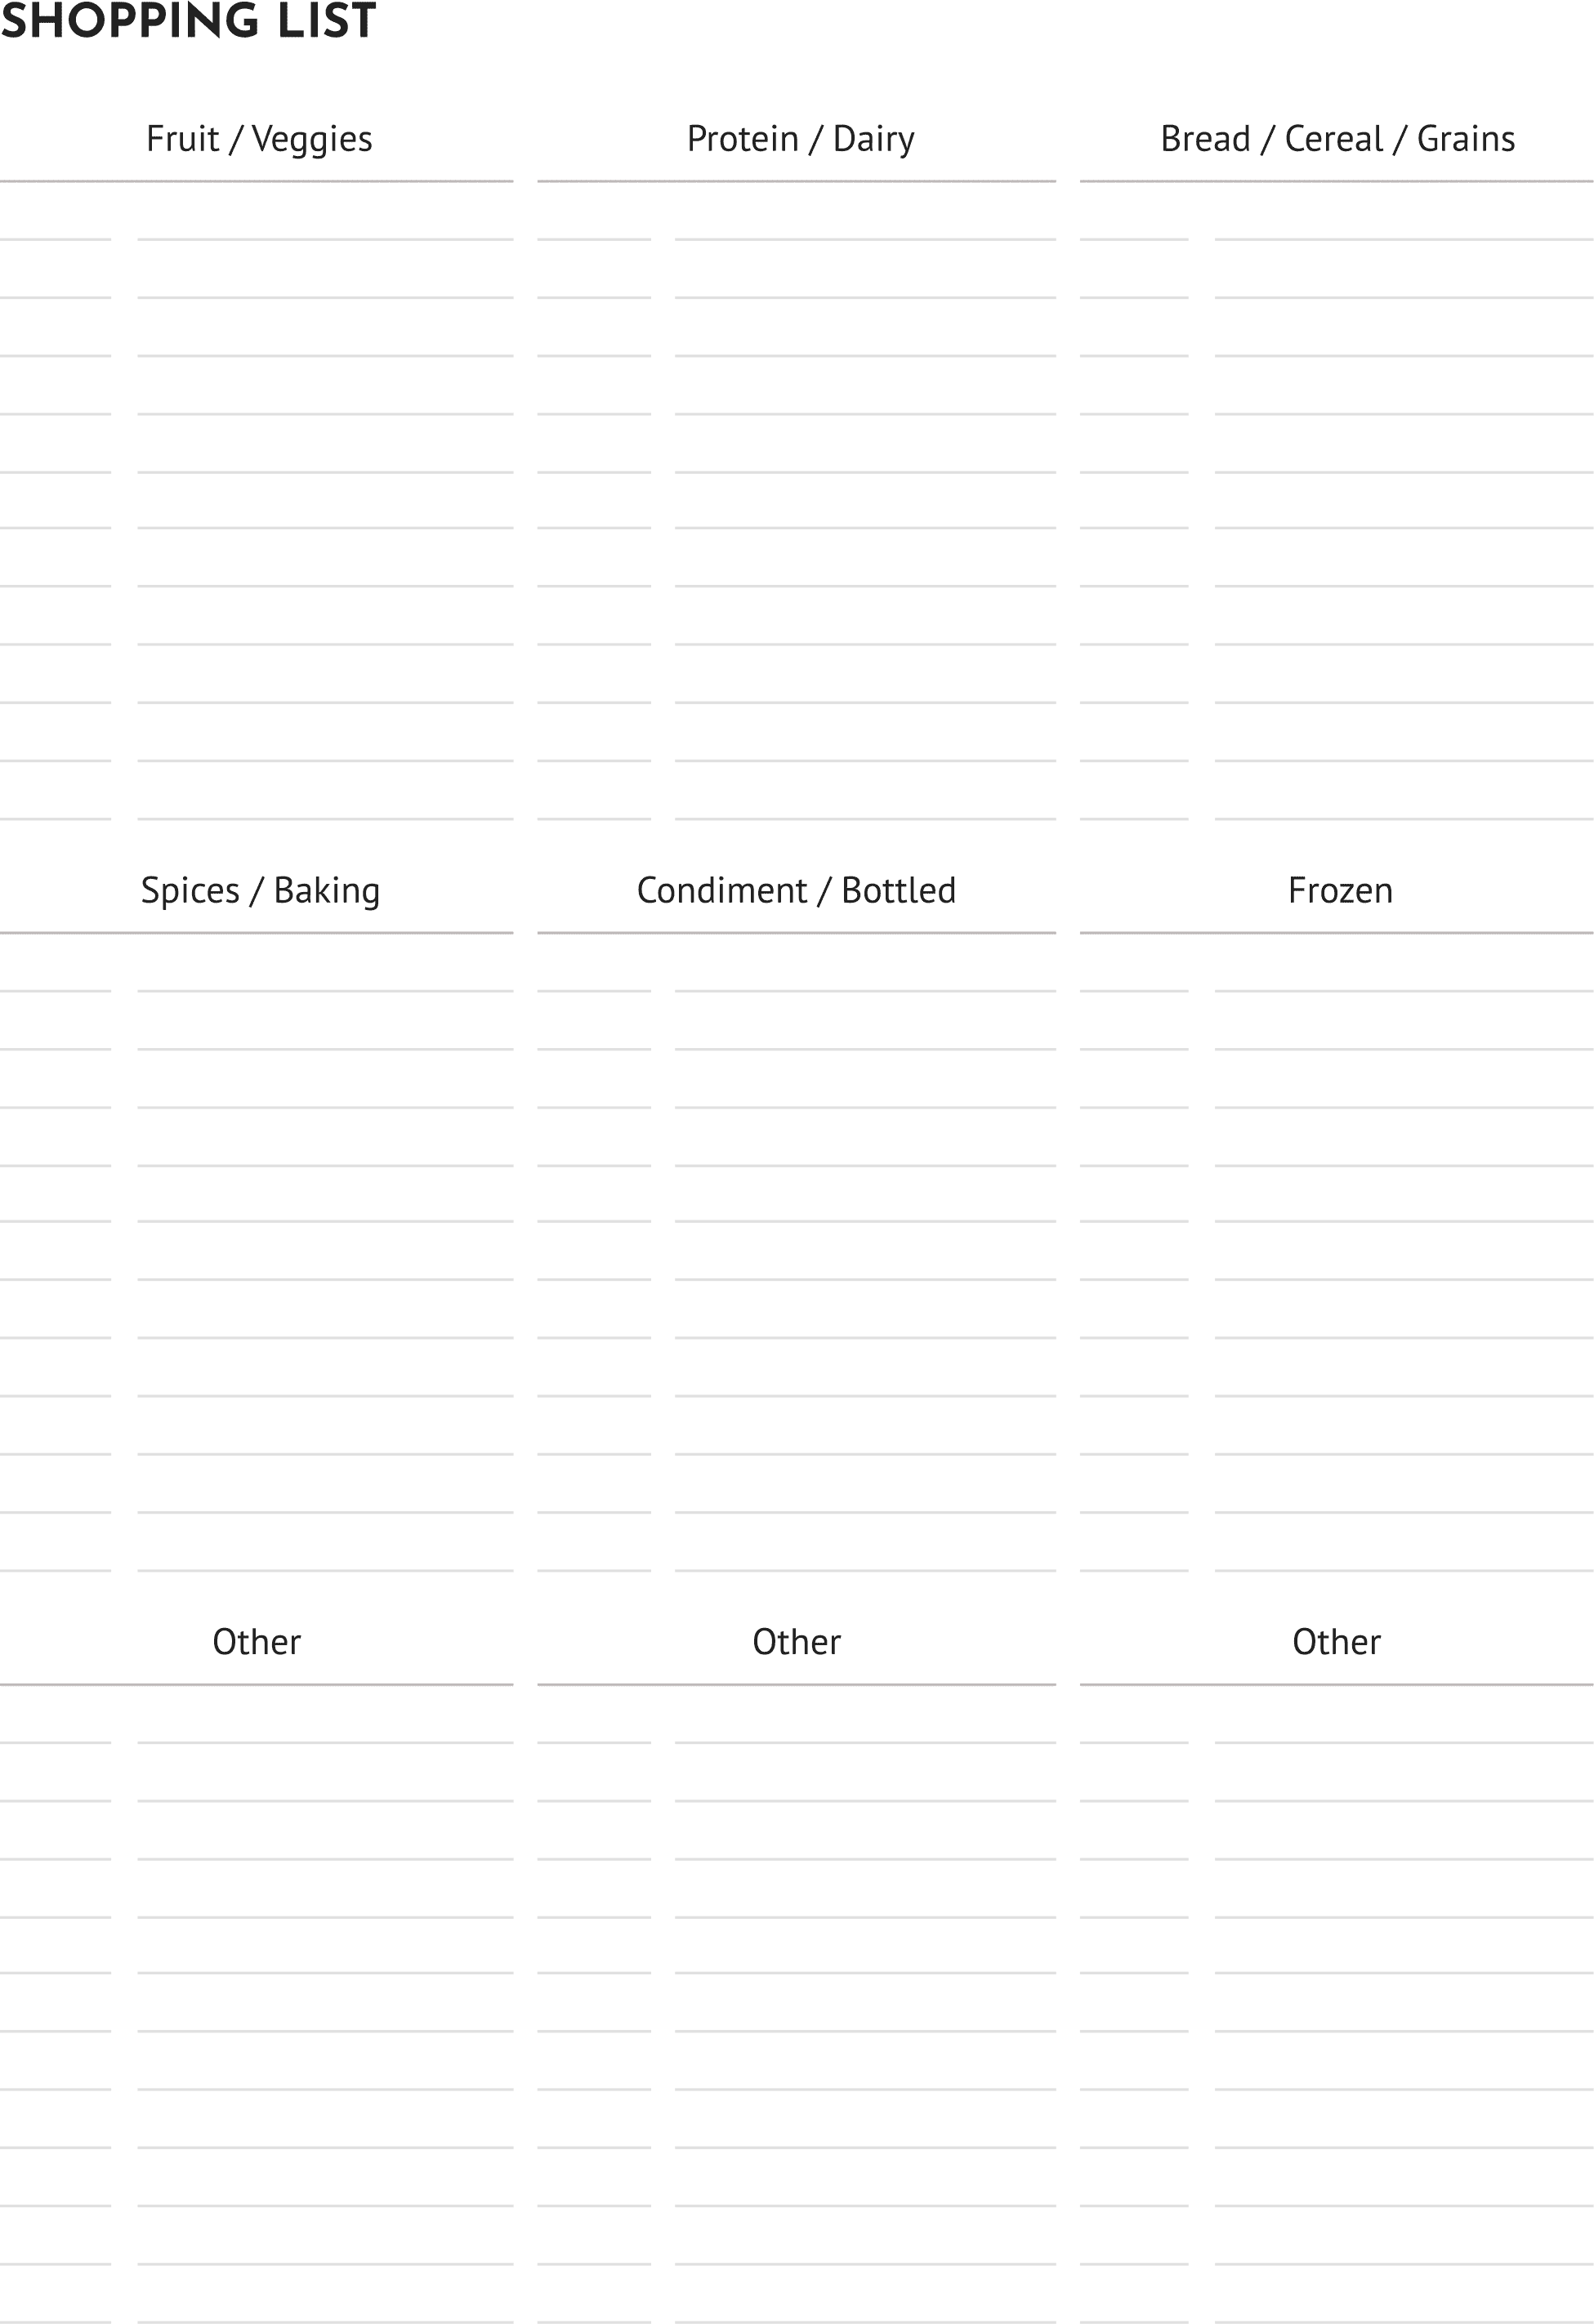 SHOPPING LIST
Fruit / Veggies
Protein / Dairy
Bread / Cereal / Grains
Spices / Baking
Condiment / Bottled
Frozen
Other
Other
Other